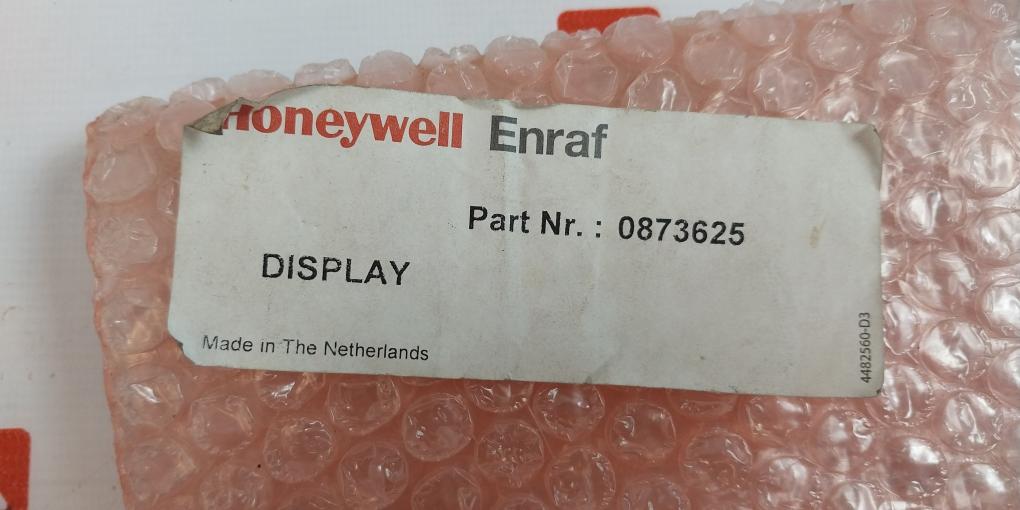 Honeywell Enraf
Part Nr. : 0873625
DISPLAY
Made in The Netherlands
4482560-D3